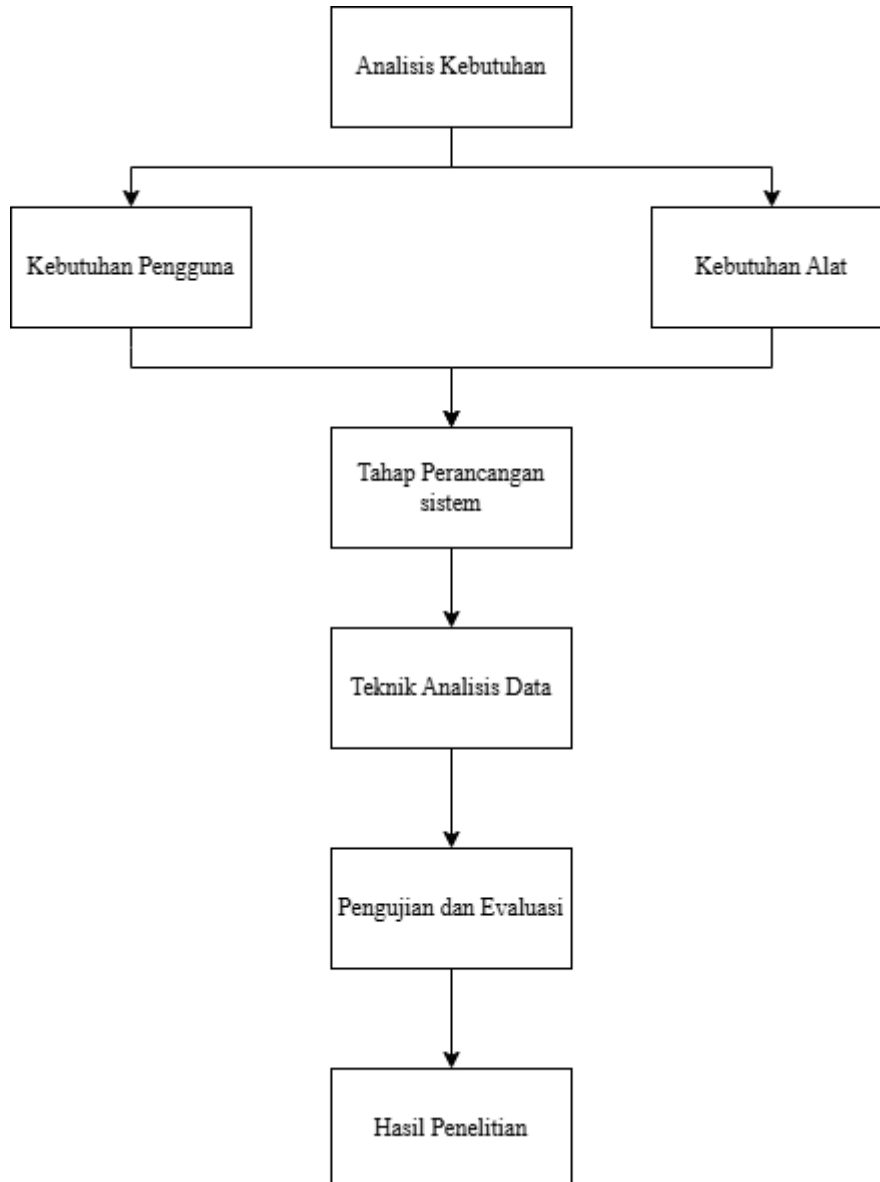 Analisis Kebutuhan
Kebutuhan Pengguna
Kebutuhan Alat
Tahap Perancangan
sistem
Teknik Analisis Data
Pengujian dan Evaluasi
Hasil Penelitian